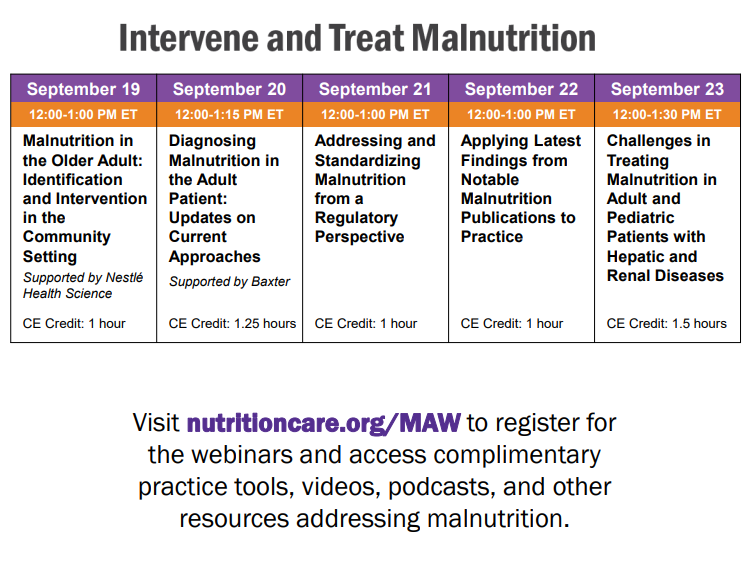 Intervene and Treat Malnutrition
September 19
12:00-1:00 PM ET
Malnutrition in
the Older Adult:
Identification
and Intervention
in the
Community
Setting
Supported by Nestlé
Health Science
CE Credit: 1 hour
September 20
12:00-1:15 PM ET
Diagnosing
Malnutrition in
the Adult
Patient:
Updates on
Current
Approaches
Supported by Baxter
CE Credit: 1.25 hours
September 21
12:00-1:00 PM ET
Addressing and
Standardizing
Malnutrition
from a
Regulatory
Perspective
CE Credit: 1 hour
September 22
12:00-1:00 PM ET
Applying Latest
Findings from
Notable
Malnutrition
Publications to
Practice
CE Credit: 1 hour
September 23
12:00-1:30 PM ET
Challenges in
Treating
Malnutrition in
Adult and
Pediatric
Patients with
Hepatic and
Renal Diseases
CE Credit: 1.5 hours
Visit nutritioncare.org/MAW to register for
the webinars and access complimentary
practice tools, videos, podcasts, and other
resources addressing malnutrition.